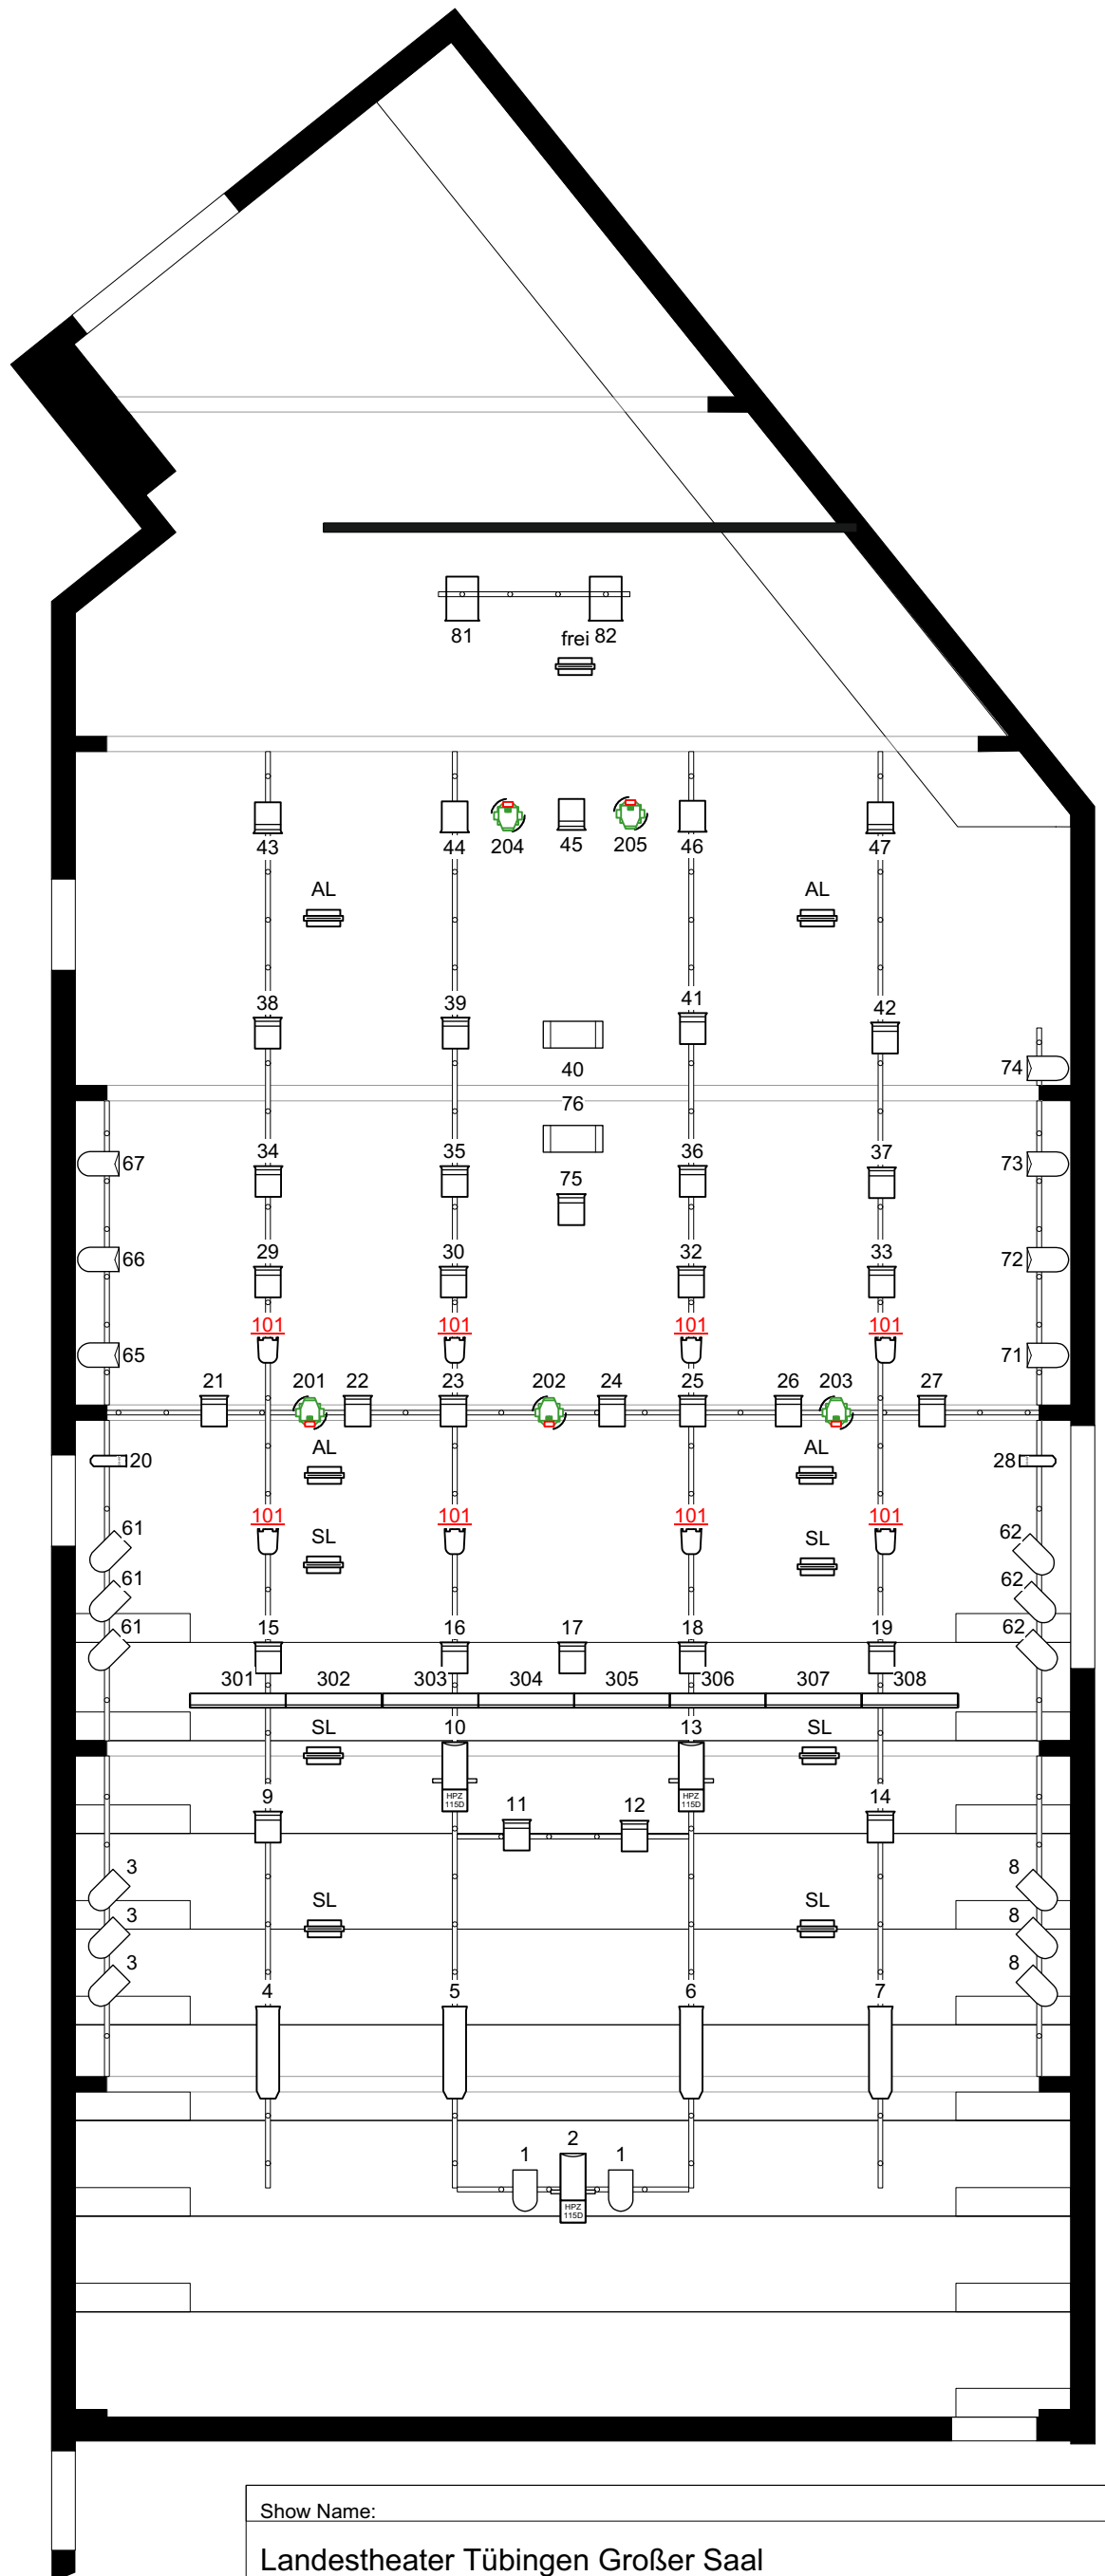 81
frei 82
43 44 204 45 205 46 47
AL AL
38 39 41 42
40
74
76
67 34 35 36 37 73
75
66 29 30 32 33 72
101 101 101 101
65 71
21 201 22 23 202 24 25 26 203 27
AL AL
20 28
101 101 101 101
61 SL SL 62
61 62
61 15 16 17 18 19 62
301 302 303 304 305 306 307 308
SL 10 13 SL
HPZ HPZ
115D 115D
9 11 12 14
3 8
SL SL
3 8
3 8
4 5 6 7
1 2 1
HPZ
115D
Show Name:
Landestheater Tübingen Großer Saal